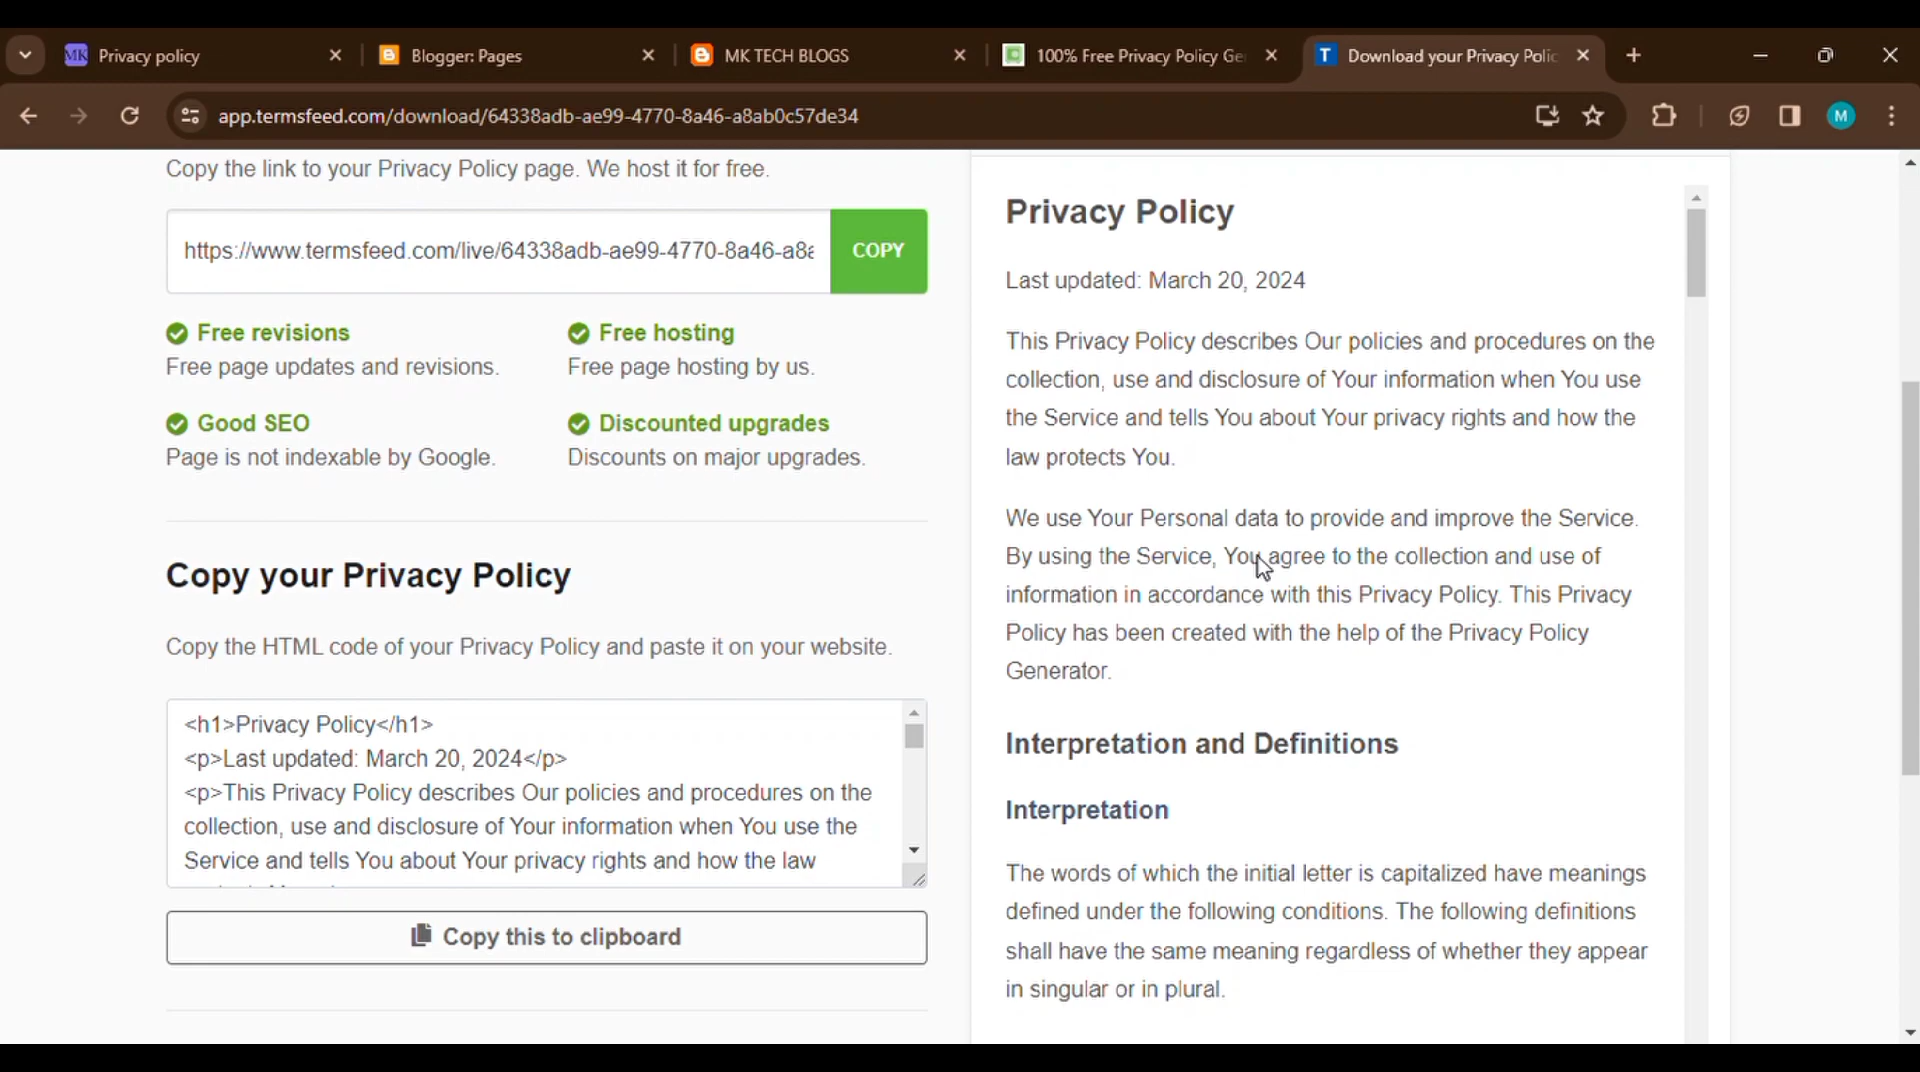 MK Privacy policy
Blogger: Pages
MK TECH BLOGS
100% Free Privacy Policy Ge
T Download your Privacy Polic
app.termsfeed.com/download/64338adb-ae99-4770-8a46-a8ab0c57de34
M
Copy the link to your Privacy Policy page. We host it for free.
https://www.termsfeed.com/live/64338adb-ae99-4770-8a46-a8a
COPY
Free revisions
Free page updates and revisions.
Free hosting
Free page hosting by us.
Good SEO
Page is not indexable by Google.
Discounted upgrades
Discounts on major upgrades.
Copy your Privacy Policy
Copy the HTML code of your Privacy Policy and paste it on your website.
<h1>Privacy Policy</h1>
<p>Last updated: March 20, 2024</p>
<p>This Privacy Policy describes Our policies and procedures on the
collection, use and disclosure of Your information when You use the
Service and tells You about Your privacy rights and how the law
Copy this to clipboard
Privacy Policy
Last updated: March 20, 2024
This Privacy Policy describes Our policies and procedures on the
collection, use and disclosure of Your information when You use
the Service and tells You about Your privacy rights and how the
law protects You.
We use Your Personal data to provide and improve the Service.
By using the Service, You agree to the collection and use of
information in accordance with this Privacy Policy. This Privacy
Policy has been created with the help of the Privacy Policy
Generator.
Interpretation and Definitions
Interpretation
The words of which the initial letter is capitalized have meanings
defined under the following conditions. The following definitions
shall have the same meaning regardless of whether they appear
in singular or in plural.